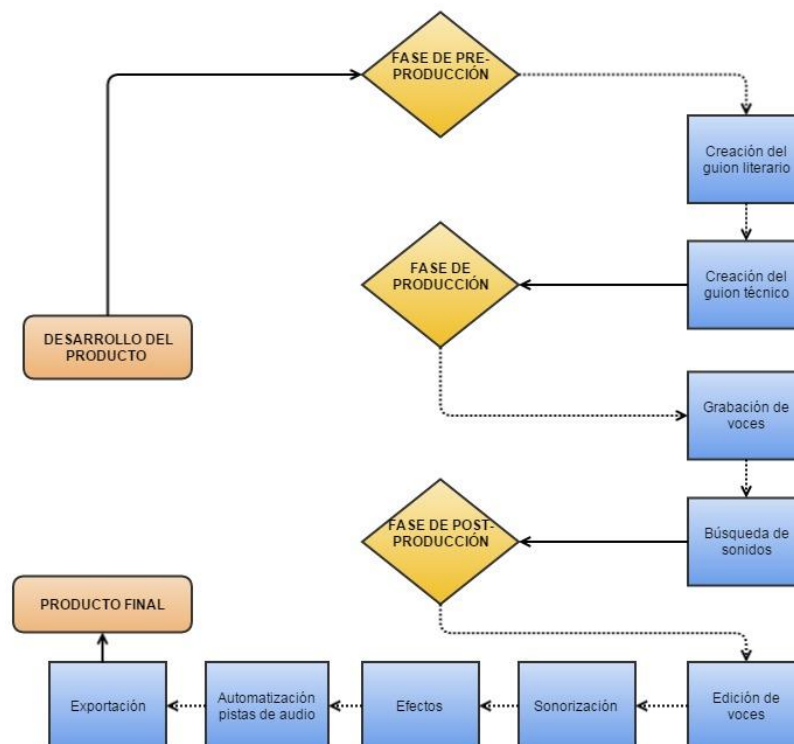 FASE DE PRE-
PRODUCCIÓN
Creación del
guion literario
FASE DE
PRODUCCIÓN
Creación del
guion técnico
DESARROLLO DEL
PRODUCTO
Grabación de
voces
FASE DE POST-
PRODUCCIÓN
Búsqueda de
sonidos
PRODUCTO FINAL
Exportación
Automatización
pistas de audio
Efectos
Sonorización
Edición de
voces